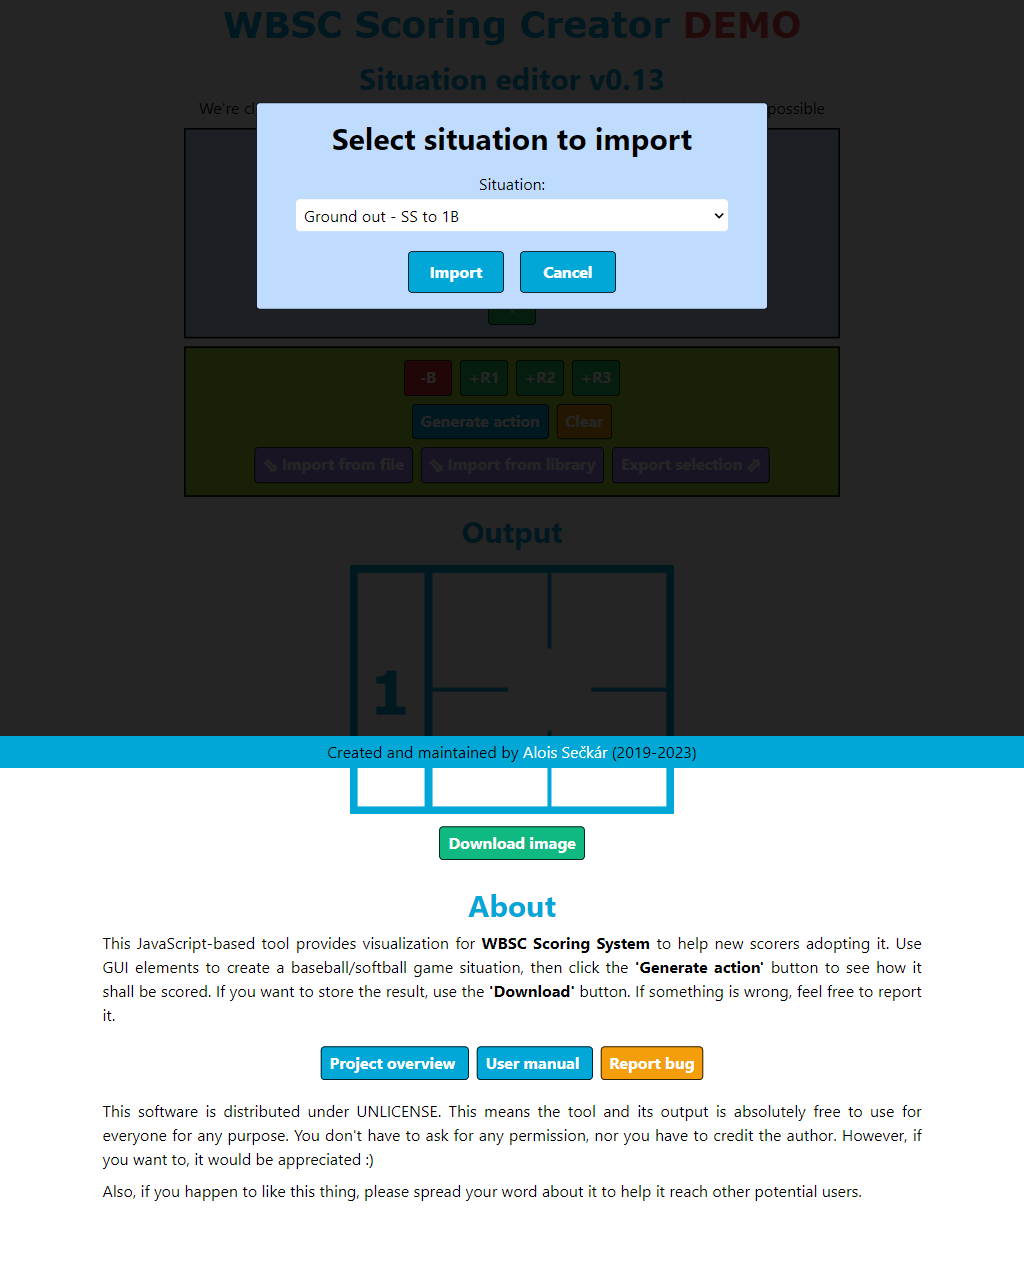 WBSC Scoring Creator DEMO
Situation editor v0.13
We're cl
possible
Select situation to import
Situation:
Ground out - SS to 1B
Import Cancel
-B +R1 +R2 +R3
Generate action Clear
Import from file Import from library Export selection
Output
1
Created and maintained by Alois Sečkár (2019-2023)
Download image
About
This JavaScript-based tool provides visualization for WBSC Scoring System to help new scorers adopting it. Use
GUI elements to create a baseball/softball game situation, then click the 'Generate action' button to see how it
shall be scored. If you want to store the result, use the 'Download' button. If something is wrong, feel free to report
it.
Project overview User manual Report bug
This software is distributed under UNLICENSE. This means the tool and its output is absolutely free to use for
everyone for any purpose. You don't have to ask for any permission, nor you have to credit the author. However, if
you want to, it would be appreciated :)
Also, if you happen to like this thing, please spread your word about it to help it reach other potential users.